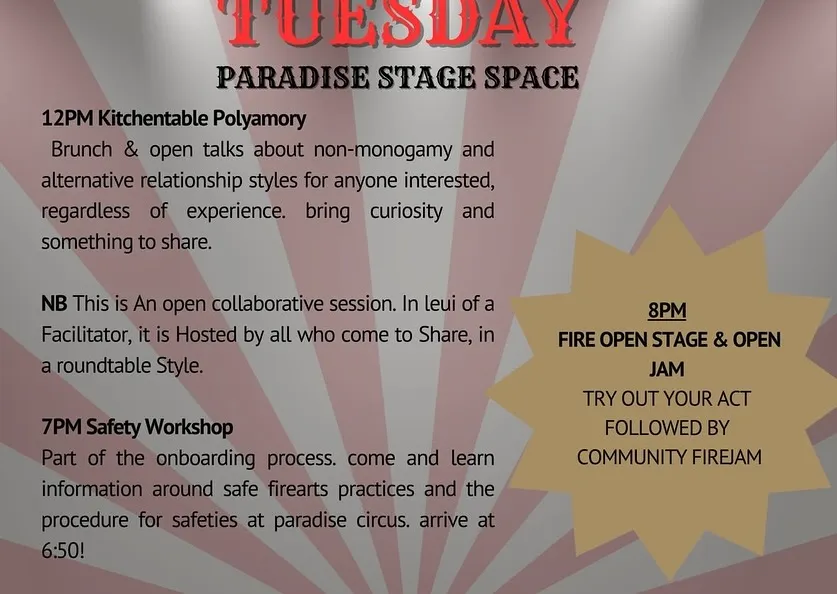 TUESDAY
PARADISE STAGE SPACE
12PM Kitchentable Polyamory
Brunch & open talks about non-monogamy and
alternative relationship styles for anyone interested,
regardless of experience. bring curiosity and
something to share.
NB This is An open collaborative session. In leui of a
Facilitator, it is Hosted by all who come to Share, in
a roundtable Style.
7PM Safety Workshop
Part of the onboarding process. come and learn
information around safe firearts practices and the
procedure for safeties at paradise circus. arrive at
6:50!
8PM
FIRE OPEN STAGE & OPEN
JAM
TRY OUT YOUR ACT
FOLLOWED BY
COMMUNITY FIREJAM